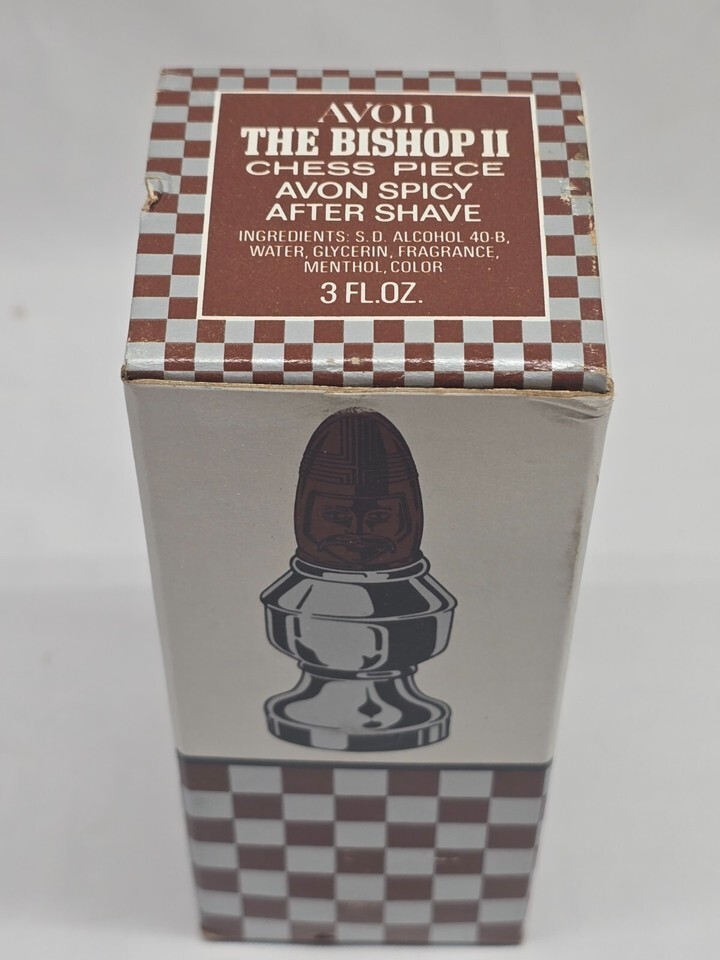 AVON
THE BISHOP II
CHESS PIECE
AVON SPICY
AFTER SHAVE
INGREDIENTS: S.D. ALCOHOL 40-B,
WATER, GLYCERIN, FRAGRANCE,
MENTHOL, COLOR
3 FL.OZ.